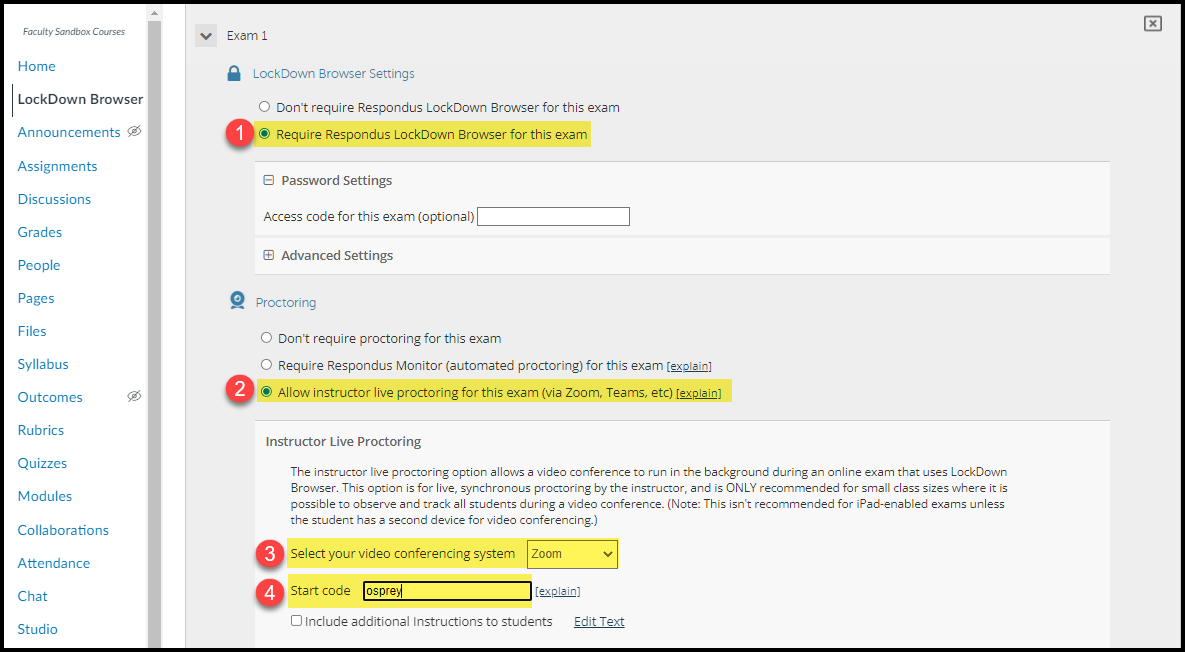 Faculty Sandbox Courses
Home
LockDown Browser
Announcements
Assignments
Discussions
Grades
People
Pages
Files
Syllabus
Outcomes
Rubrics
Quizzes
Modules
Collaborations
Attendance
Chat
Studio
Exam 1
LockDown Browser Settings
Don't require Respondus LockDown Browser for this exam
1 Require Respondus LockDown Browser for this exam
Password Settings
Access code for this exam (optional)
Advanced Settings
Proctoring
Don't require proctoring for this exam
Require Respondus Monitor (automated proctoring) for this exam [explain]
2 Allow instructor live proctoring for this exam (via Zoom, Teams, etc) [explain]
Instructor Live Proctoring
The instructor live proctoring option allows a video conference to run in the background during an online exam that uses LockDown
Browser. This option is for live, synchronous proctoring by the instructor, and is ONLY recommended for small class sizes where it is
possible to observe and track all students during a video conference. (Note: This isn't recommended for iPad-enabled exams unless
the student has a second device for video conferencing.)
3 Select your video conferencing system Zoom
4 Start code osprey [explain]
Include additional Instructions to students Edit Text